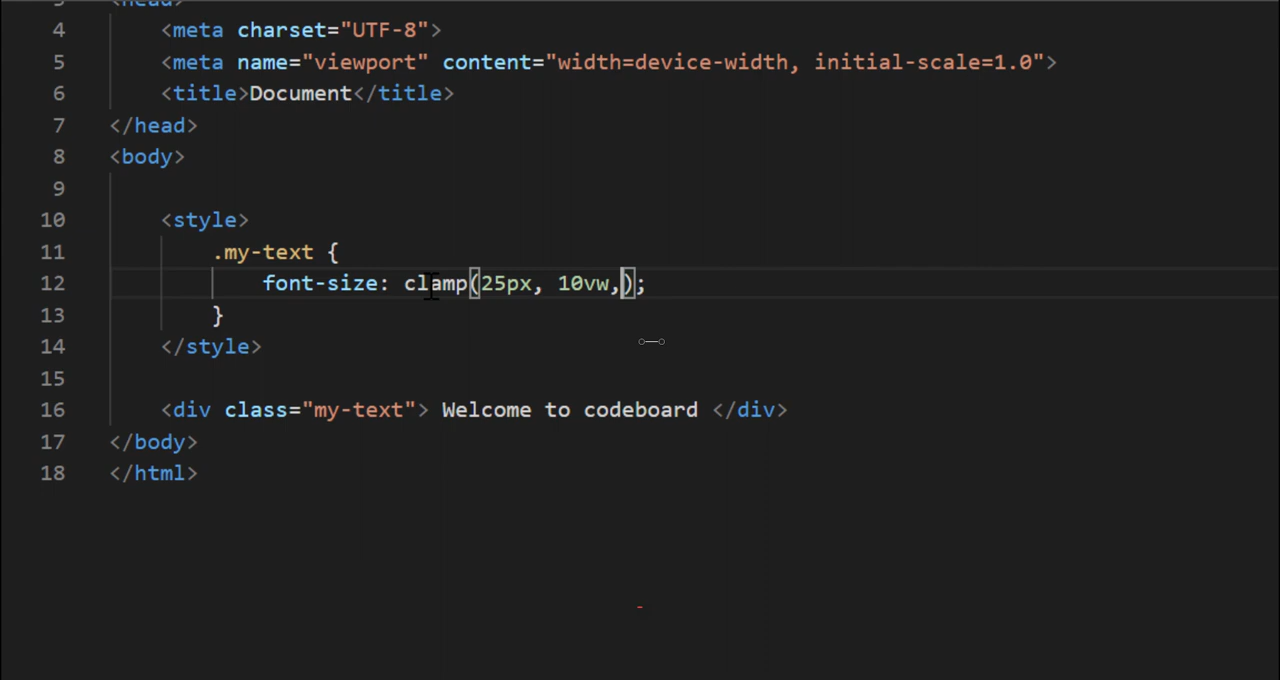 3 <head>
4 <meta charset="UTF-8">
5 <meta name="viewport" content="width=device-width, initial-scale=1.0">
6 <title>Document</title>
7 </head>
8 <body>
9
10 <style>
11 .my-text {
12 font-size: clamp(25px, 10vw,);
13 }
14 </style>
15
16 <div class="my-text"> Welcome to codeboard </div>
17 </body>
18 </html>